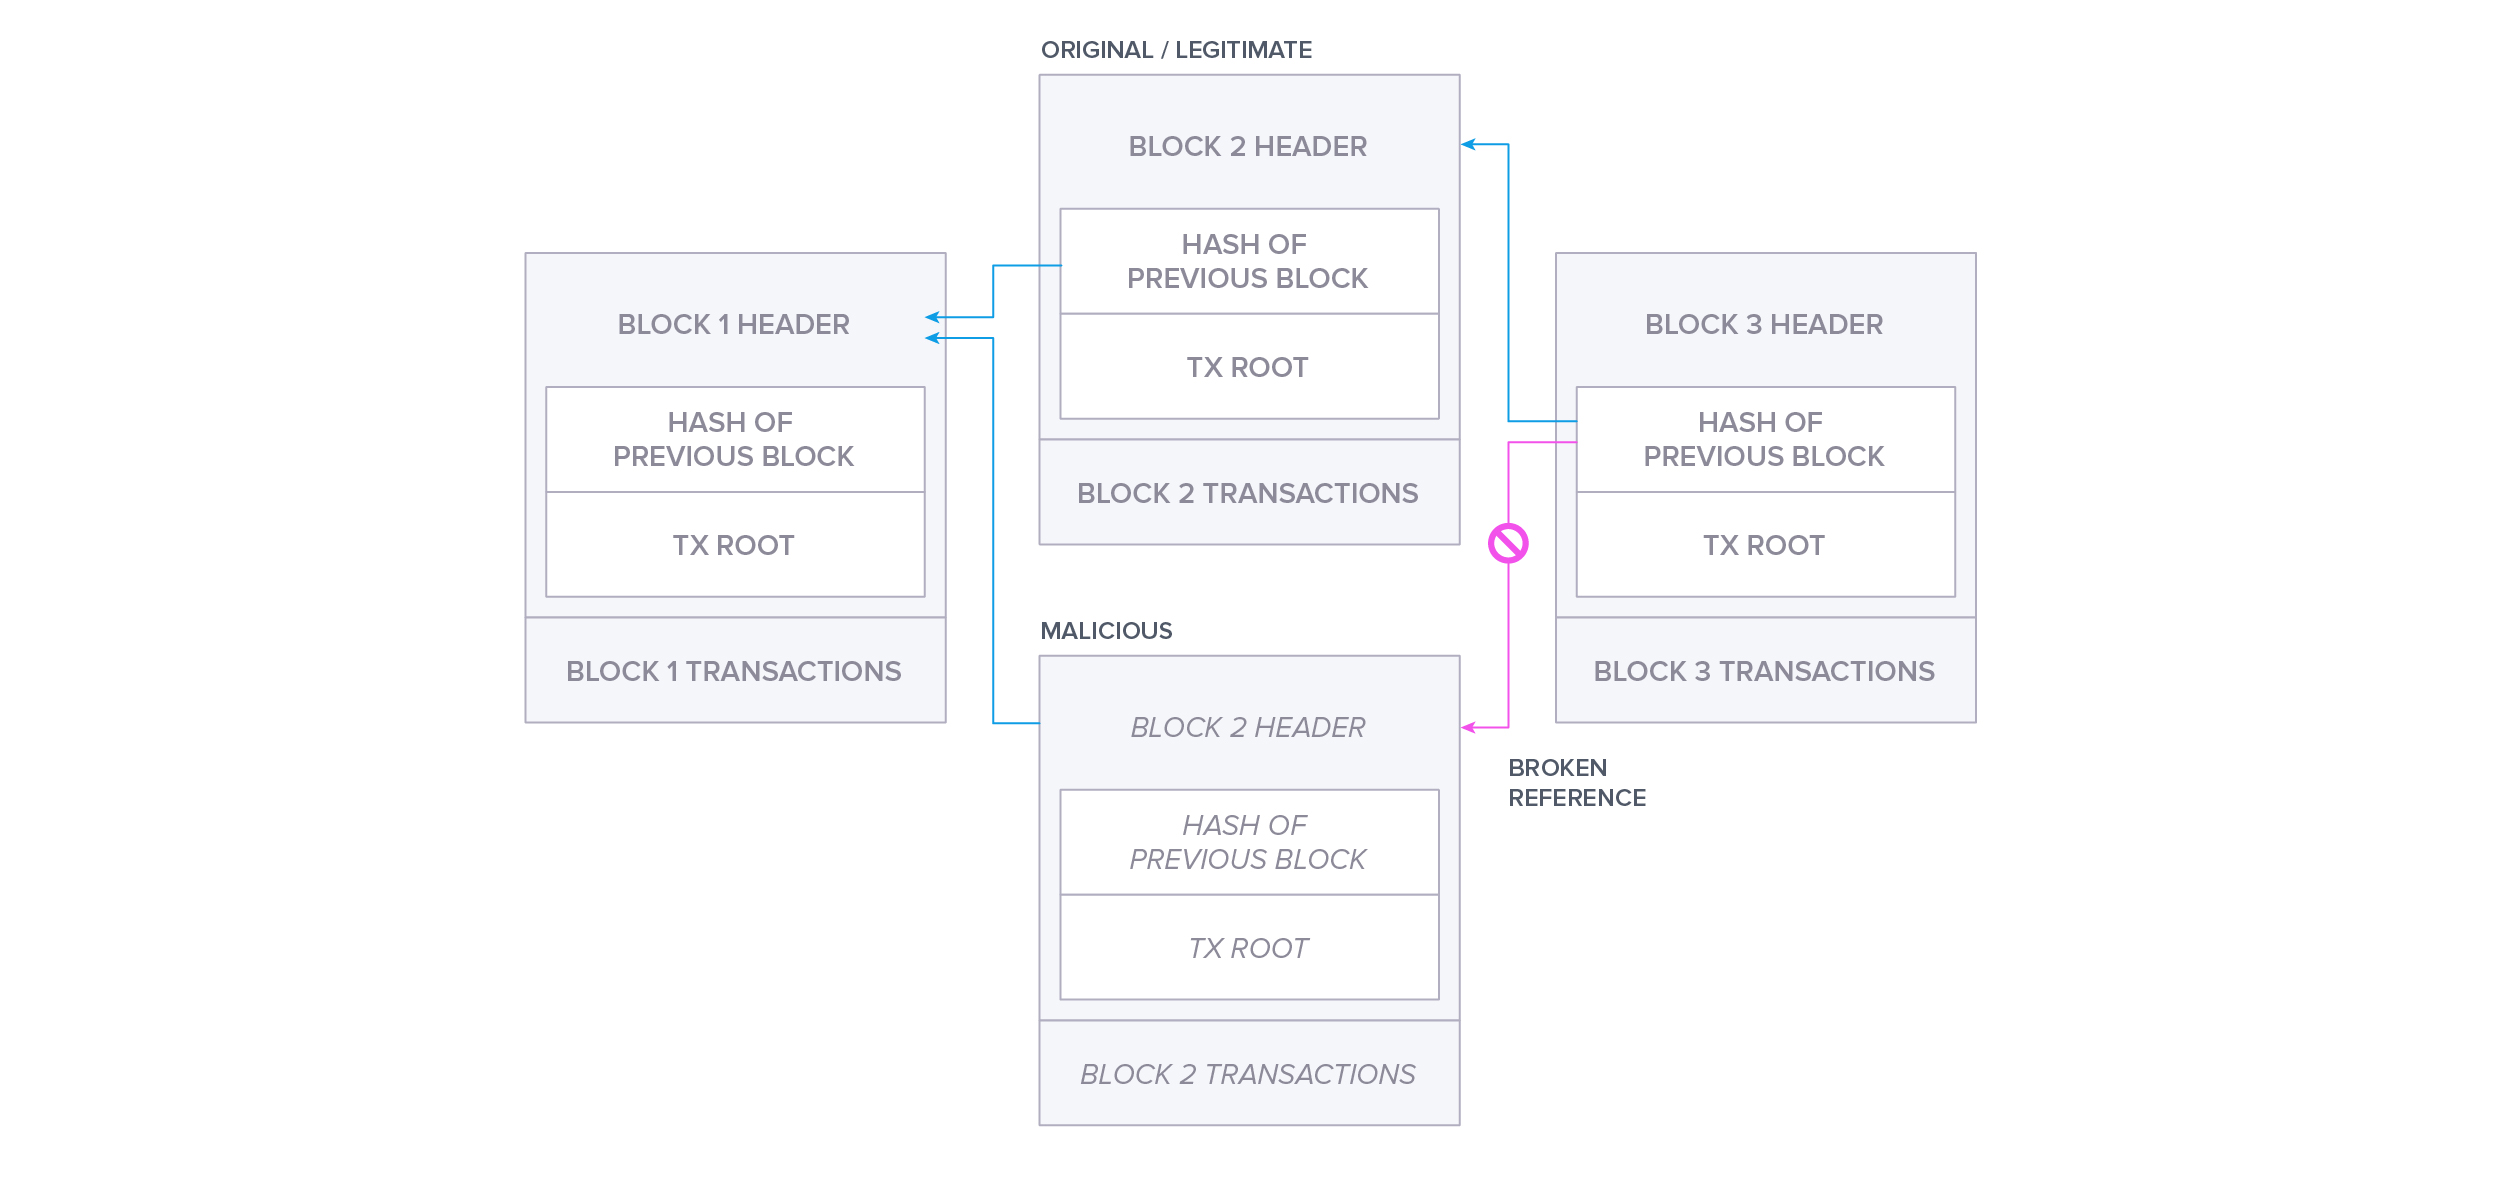 ORIGINAL / LEGITIMATE
BLOCK 2 HEADER
HASH OF
PREVIOUS BLOCK
TX ROOT
BLOCK 2 TRANSACTIONS
BLOCK 1 HEADER
HASH OF
PREVIOUS BLOCK
TX ROOT
BLOCK 1 TRANSACTIONS
BLOCK 3 HEADER
HASH OF
PREVIOUS BLOCK
TX ROOT
BLOCK 3 TRANSACTIONS
MALICIOUS
BLOCK 2 HEADER
HASH OF
PREVIOUS BLOCK
TX ROOT
BLOCK 2 TRANSACTIONS
BROKEN
REFERENCE